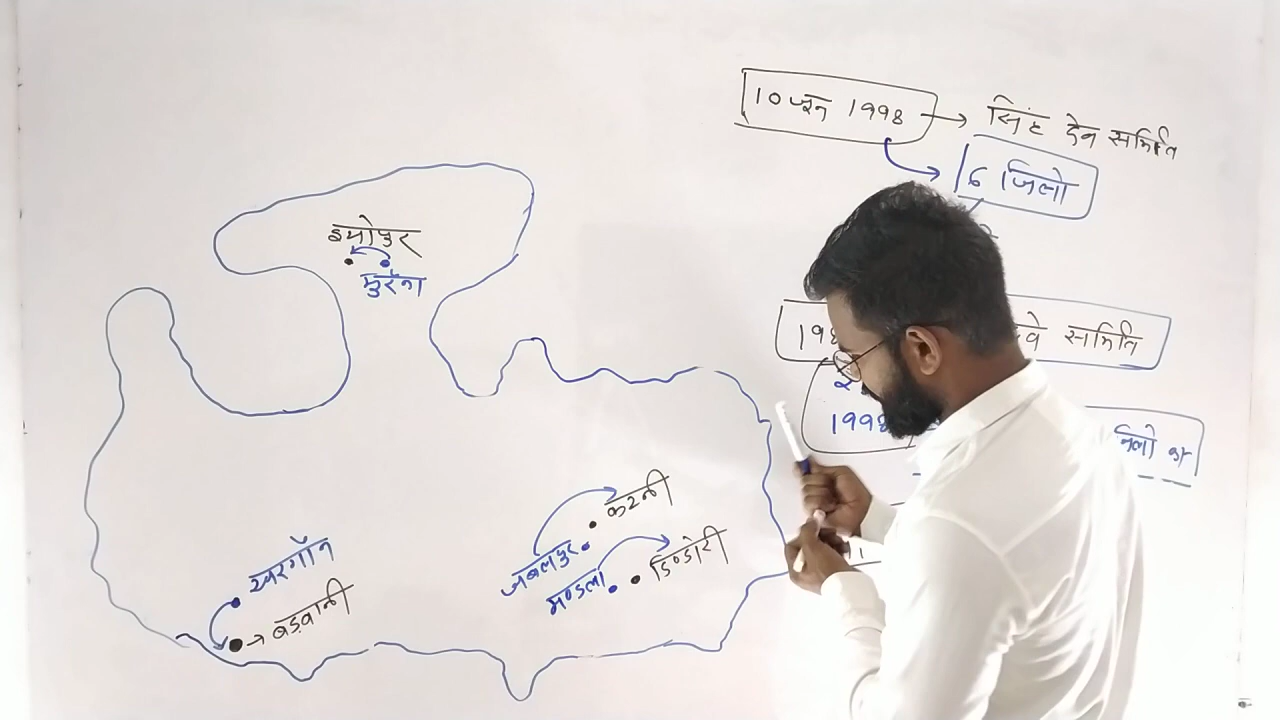 10 जून 1998 → सिंह देव समिति
6 जिलो
श्योपुर
मुरैना
समिति
1998
जिलो का
कटनी
जबलपुर
डिण्डोरी
मण्डला
खरगॉन
→ बड़वानी